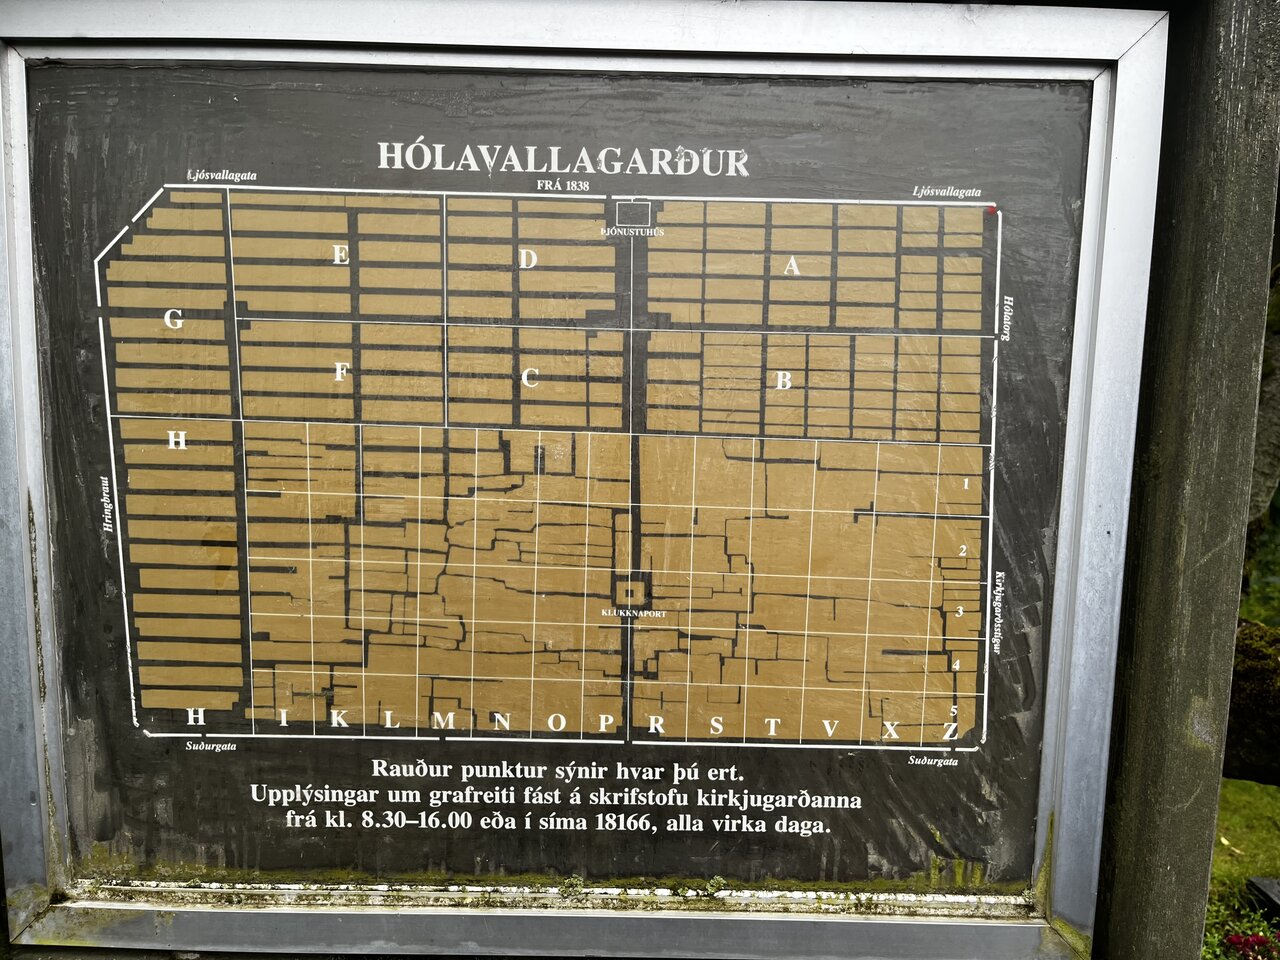 HÓLAVALLAGARÐUR
FRÁ 1838
Ljósvallagata
Ljósvallagata
ÞJÓNUSTUHÚS
E
D
A
Hólatorg
G
F
C
B
H
Hringbraut
1
2
3
4
5
KLUKKNAPORT
Kirkjugarðsstígur
H I K L M N O P R S T V X Z
Suðurgata
Suðurgata
Rauður punktur sýnir hvar þú ert.
Upplýsingar um grafreiti fást á skrifstofu kirkjugarðanna
frá kl. 8.30–16.00 eða í síma 18166, alla virka daga.